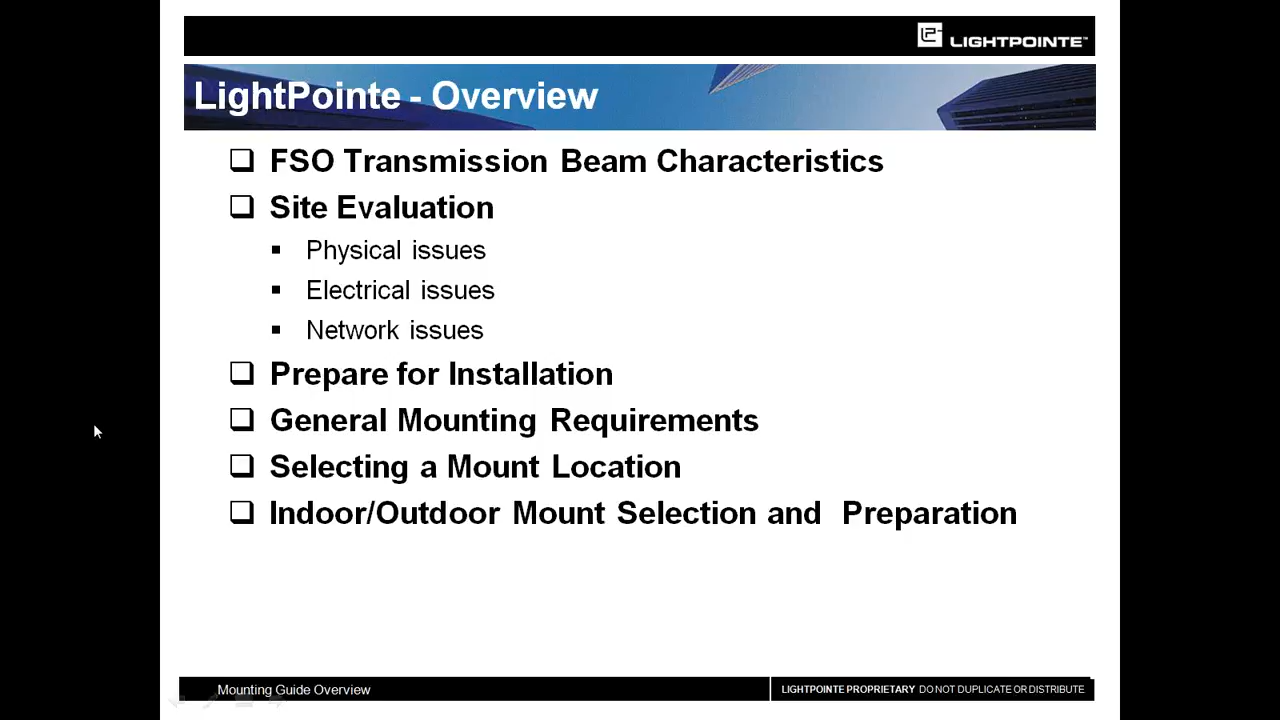 LIGHTPOINTE™
LightPointe - Overview
FSO Transmission Beam Characteristics
Site Evaluation
Physical issues
Electrical issues
Network issues
Prepare for Installation
General Mounting Requirements
Selecting a Mount Location
Indoor/Outdoor Mount Selection and Preparation
Mounting Guide Overview
LIGHTPOINTE PROPRIETARY DO NOT DUPLICATE OR DISTRIBUTE